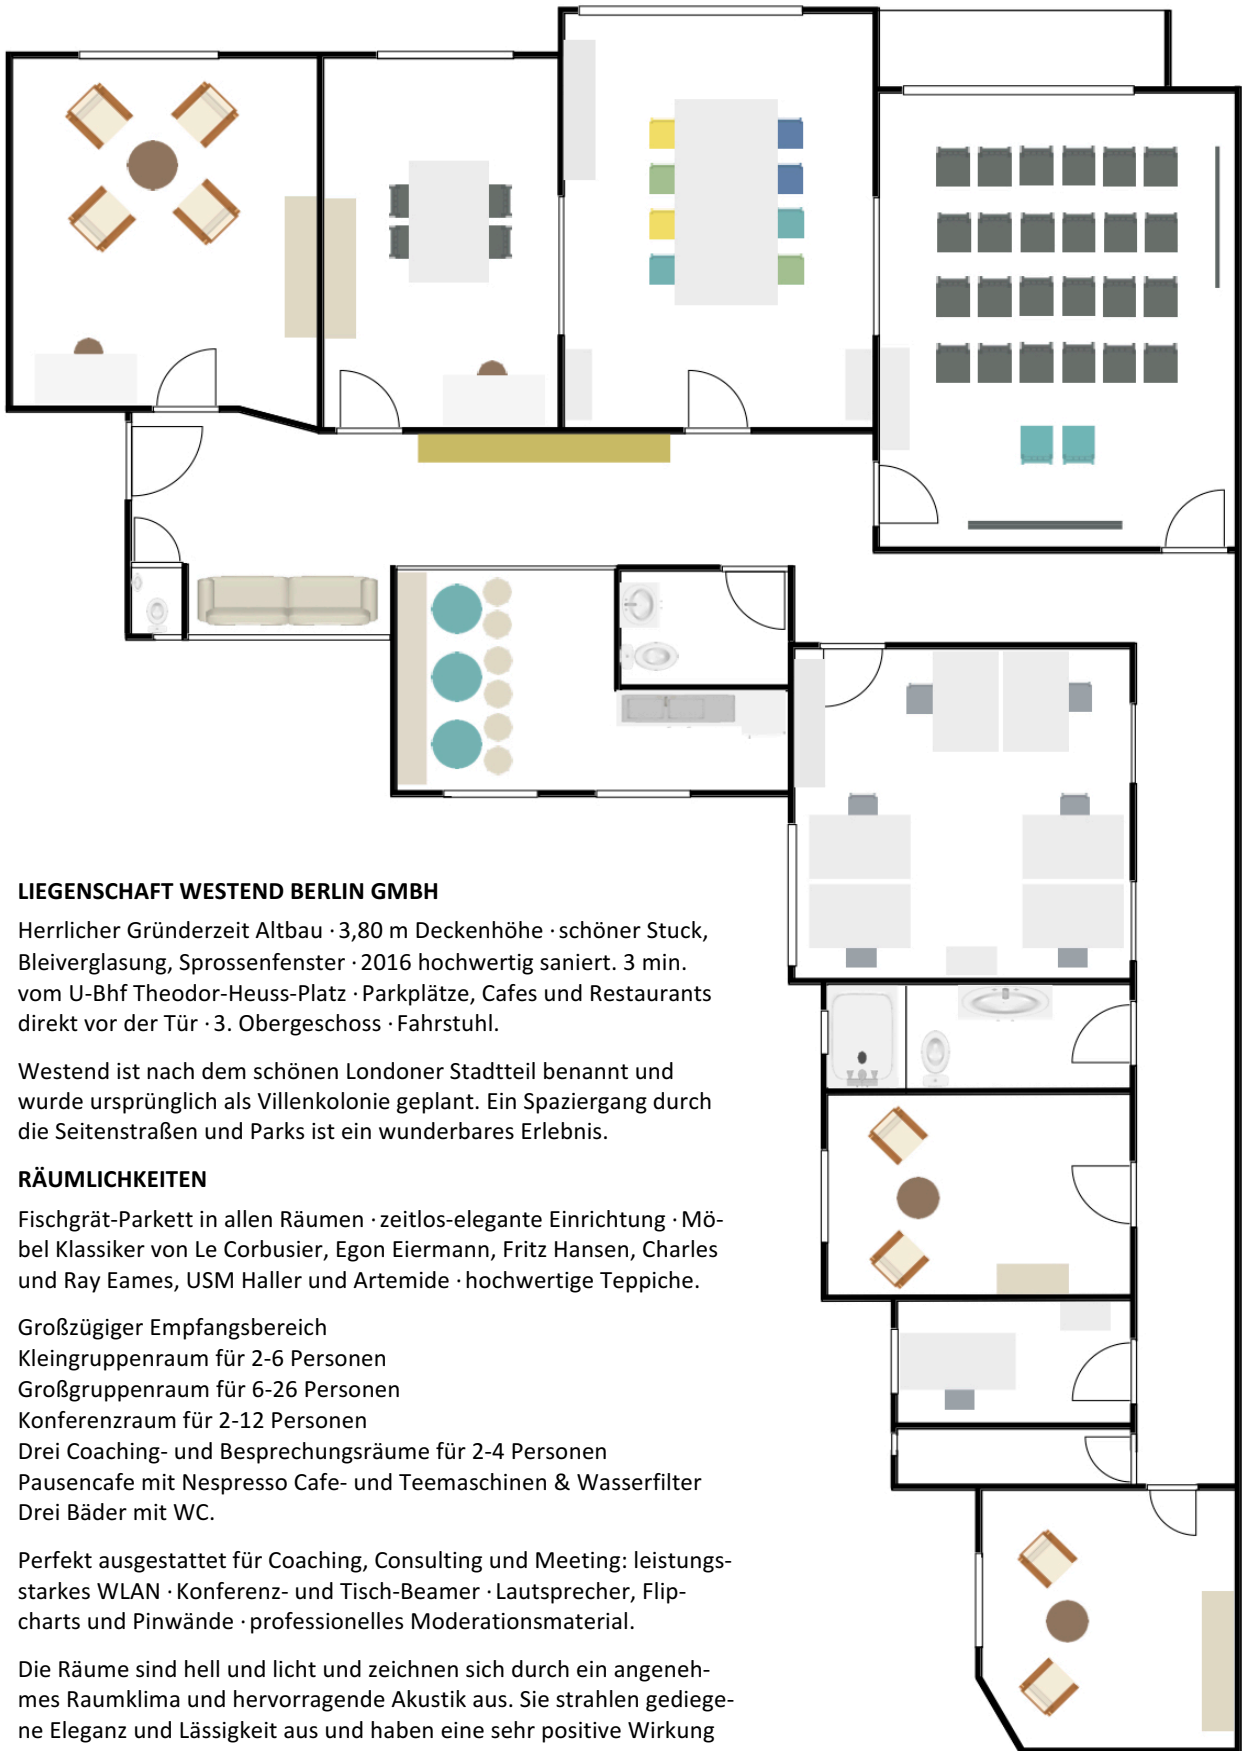 LIEGENSCHAFT WESTEND BERLIN GMBH
Herrlicher Gründerzeit Altbau · 3,80 m Deckenhöhe · schöner Stuck,
Bleiverglasung, Sprossenfenster · 2016 hochwertig saniert. 3 min.
vom U-Bhf Theodor-Heuss-Platz · Parkplätze, Cafes und Restaurants
direkt vor der Tür · 3. Obergeschoss · Fahrstuhl.
Westend ist nach dem schönen Londoner Stadtteil benannt und
wurde ursprünglich als Villenkolonie geplant. Ein Spaziergang durch
die Seitenstraßen und Parks ist ein wunderbares Erlebnis.
RÄUMLICHKEITEN
Fischgrät-Parkett in allen Räumen · zeitlos-elegante Einrichtung · Mö-
bel Klassiker von Le Corbusier, Egon Eiermann, Fritz Hansen, Charles
und Ray Eames, USM Haller und Artemide · hochwertige Teppiche.
Großzügiger Empfangsbereich
Kleingruppenraum für 2-6 Personen
Großgruppenraum für 6-26 Personen
Konferenzraum für 2-12 Personen
Drei Coaching- und Besprechungsräume für 2-4 Personen
Pausencafe mit Nespresso Cafe- und Teemaschinen & Wasserfilter
Drei Bäder mit WC.
Perfekt ausgestattet für Coaching, Consulting und Meeting: leistungs-
starkes WLAN · Konferenz- und Tisch-Beamer · Lautsprecher, Flip-
charts und Pinwände · professionelles Moderationsmaterial.
Die Räume sind hell und licht und zeichnen sich durch ein angeneh-
mes Raumklima und hervorragende Akustik aus. Sie strahlen gediege-
ne Eleganz und Lässigkeit aus und haben eine sehr positive Wirkung